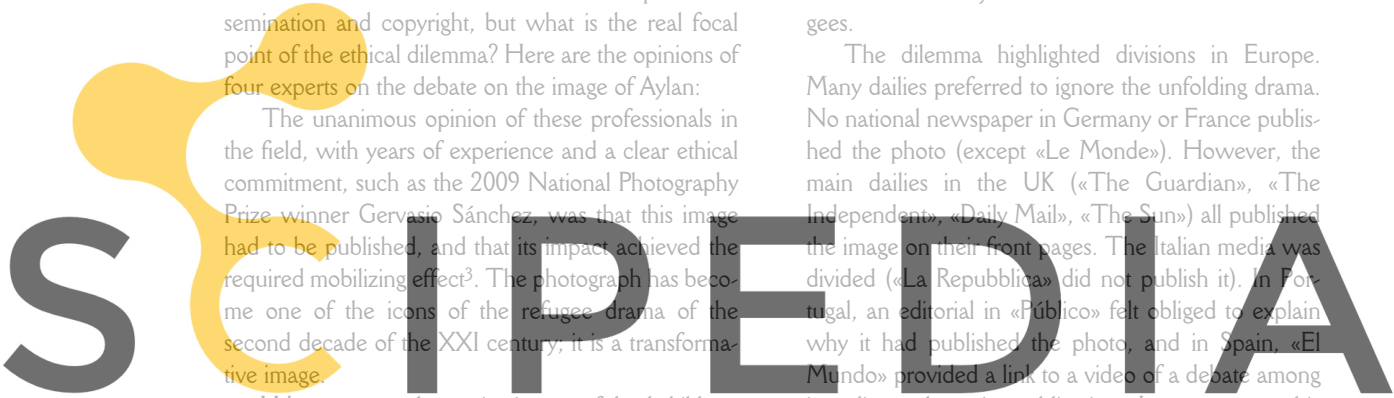 semination and copyright, but what is the real focal
point of the ethical dilemma? Here are the opinions of
four experts on the debate on the image of Aylan:
The unanimous opinion of these professionals in
the field, with years of experience and a clear ethical
commitment, such as the 2009 National Photography
Prize winner Gervasio Sánchez, was that this image
had to be published, and that its impact achieved the
required mobilizing effect3. The photograph has beco-
me one of the icons of the refugee drama of the
second decade of the XXI century; it is a transforma-
tive image.
gees.
The dilemma highlighted divisions in Europe.
Many dailies preferred to ignore the unfolding drama.
No national newspaper in Germany or France publis-
hed the photo (except «Le Monde»). However, the
main dailies in the UK («The Guardian», «The
Independent», «Daily Mail», «The Sun») all published
the image on their front pages. The Italian media was
divided («La Repubblica» did not publish it). In Por-
tugal, an editorial in «Público» felt obliged to explain
why it had published the photo, and in Spain, «El
Mundo» provided a link to a video of a debate among
SCIPEDIA